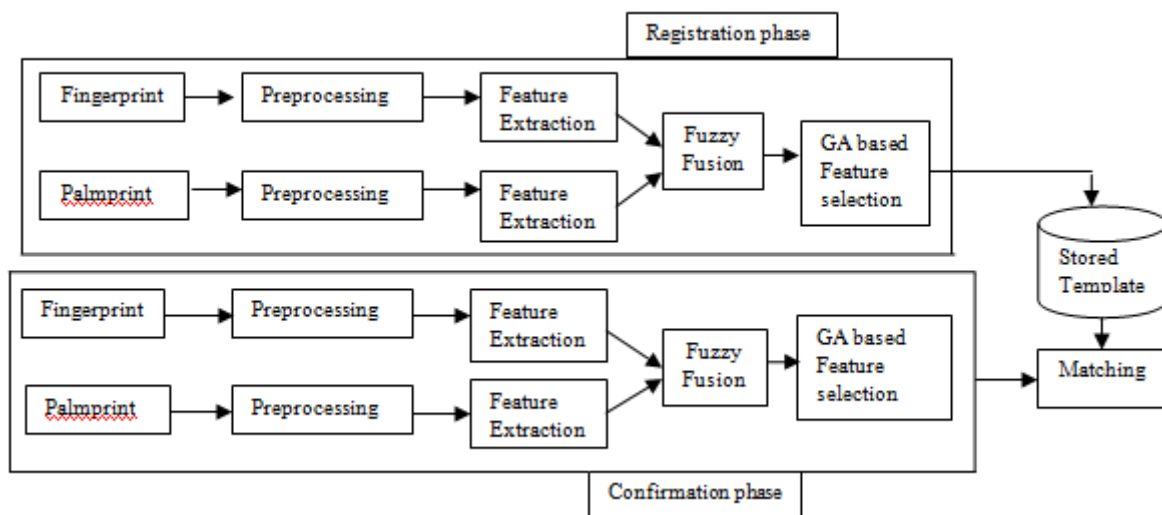 Registration phase
Fingerprint
Preprocessing
Feature
Extraction
Fuzzy
Fusion
GA based
Feature
selection
Palmprint
Preprocessing
Feature
Extraction
Stored
Template
Fingerprint
Preprocessing
Feature
Extraction
Fuzzy
Fusion
GA based
Feature
selection
Matching
Palmprint
Preprocessing
Feature
Extraction
Confirmation phase